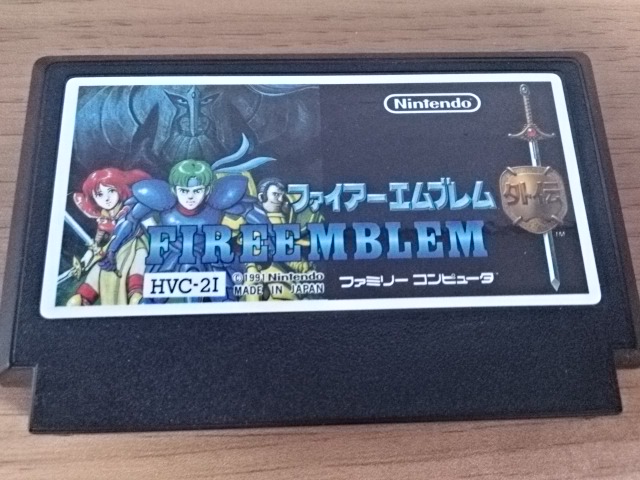 Nintendo
ファイアーエムブレム
外伝
FIRE EMBLEM
TM
HVC-2I
©1991 Nintendo
MADE IN JAPAN
ファミリー コンピュータ